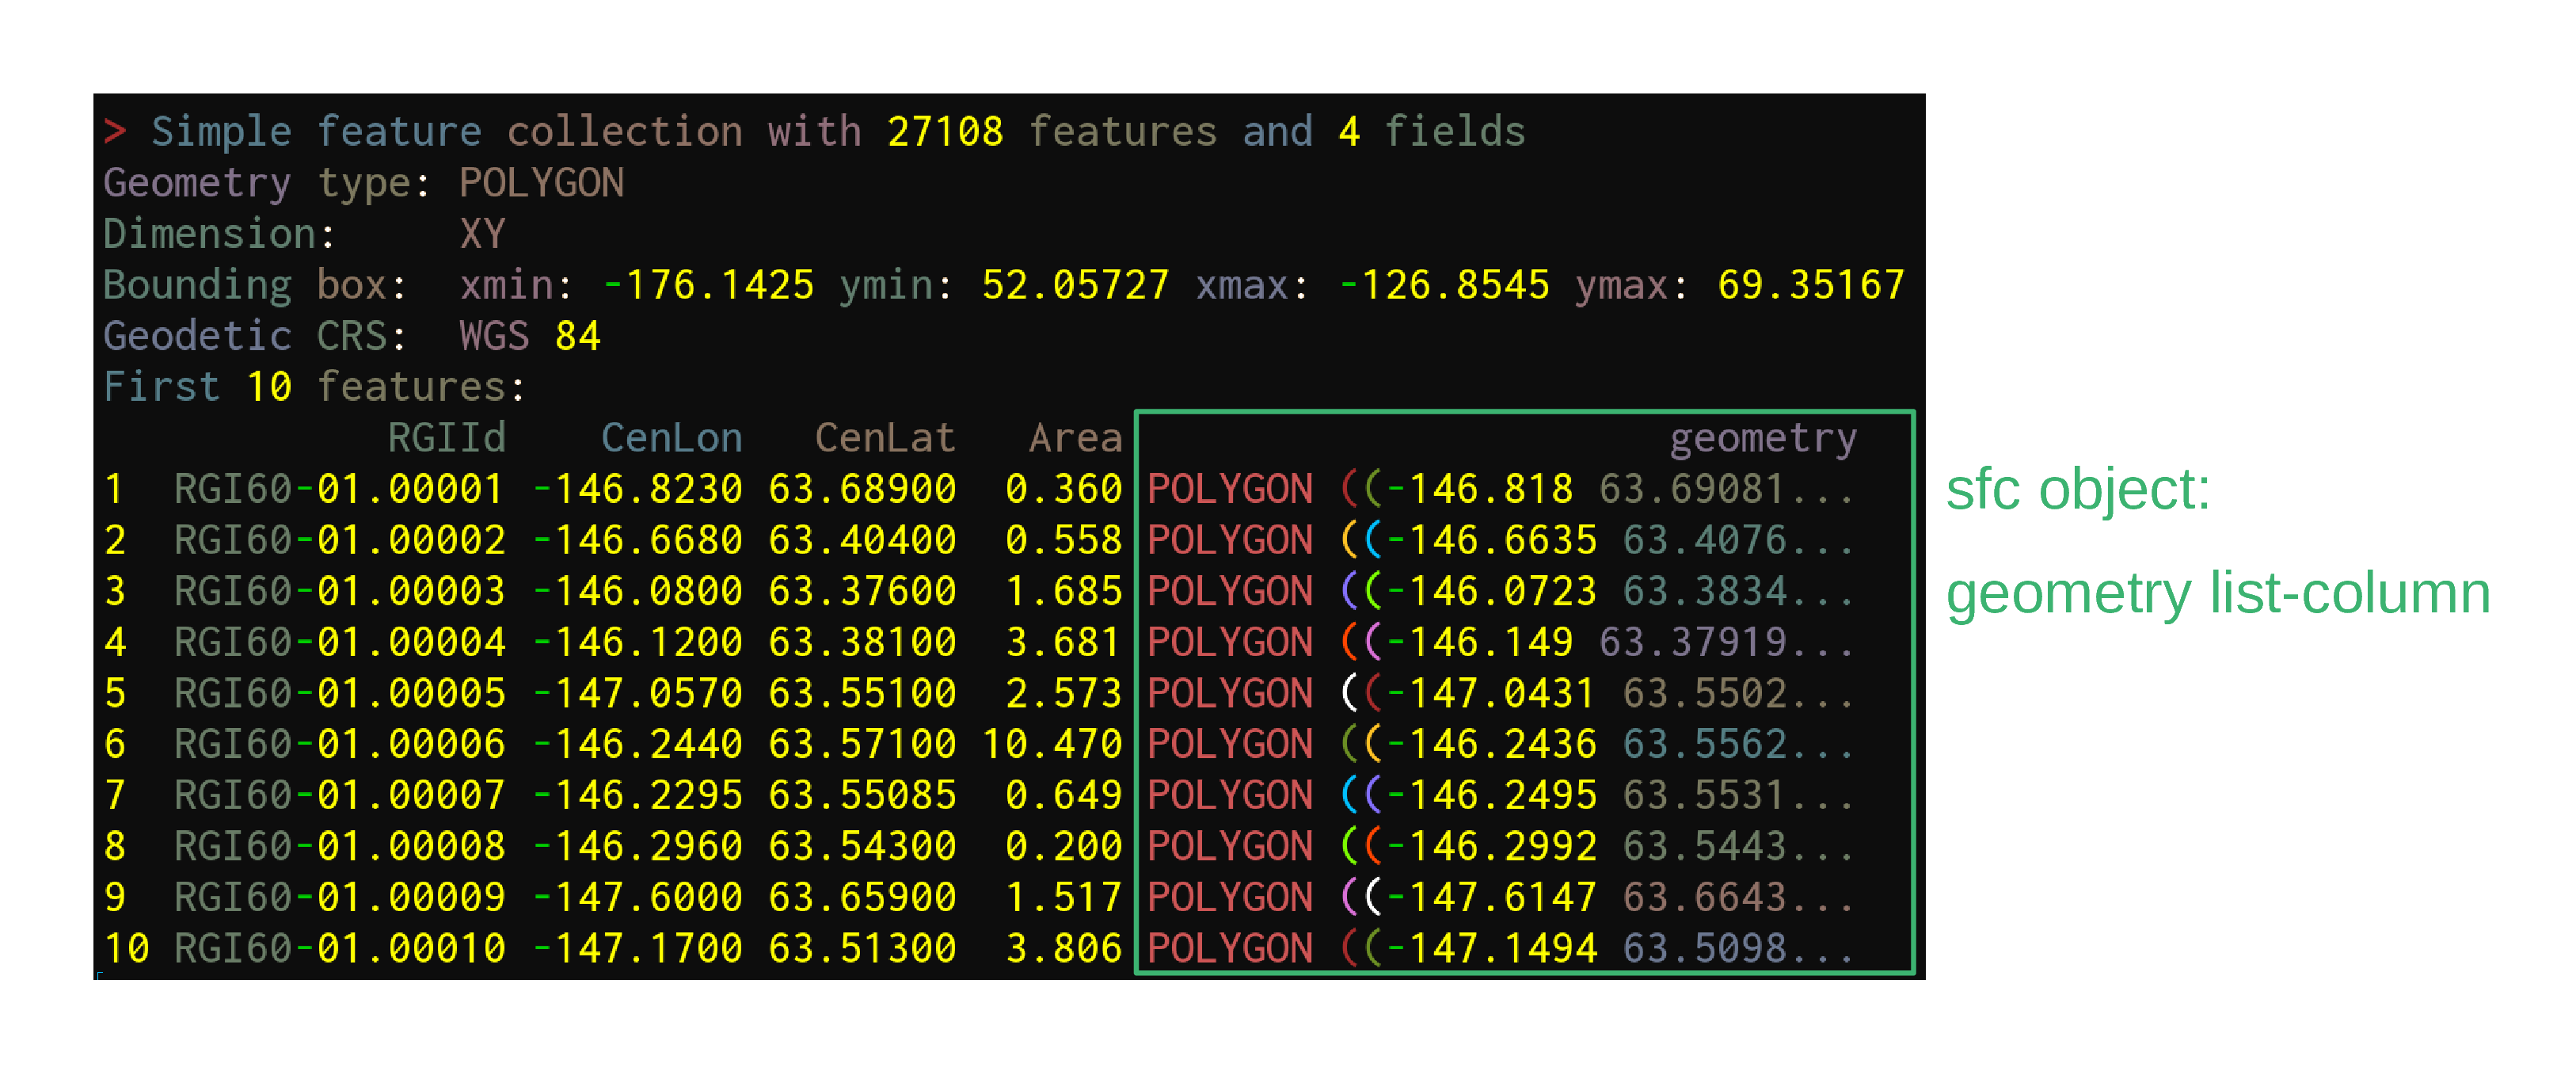 > Simple feature collection with 27108 features and 4 fields
Geometry type: POLYGON
Dimension:     XY
Bounding box:  xmin: -176.1425 ymin: 52.05727 xmax: -126.8545 ymax: 69.35167
Geodetic CRS:  WGS 84
First 10 features:
RGIId CenLon CenLat Area geometry
1 RGI60-01.00001 -146.8230 63.68900 0.360 POLYGON ((-146.818 63.69081...
2 RGI60-01.00002 -146.6680 63.40400 0.558 POLYGON ((-146.6635 63.4076...
3 RGI60-01.00003 -146.0800 63.37600 1.685 POLYGON ((-146.0723 63.3834...
4 RGI60-01.00004 -146.1200 63.38100 3.681 POLYGON ((-146.149 63.37919...
5 RGI60-01.00005 -147.0570 63.55100 2.573 POLYGON ((-147.0431 63.5502...
6 RGI60-01.00006 -146.2440 63.57100 10.470 POLYGON ((-146.2436 63.5562...
7 RGI60-01.00007 -146.2295 63.55085 0.649 POLYGON ((-146.2495 63.5531...
8 RGI60-01.00008 -146.2960 63.54300 0.200 POLYGON ((-146.2992 63.5443...
9 RGI60-01.00009 -147.6000 63.65900 1.517 POLYGON ((-147.6147 63.6643...
10 RGI60-01.00010 -147.1700 63.51300 3.806 POLYGON ((-147.1494 63.5098...
sfc object:
geometry list-column